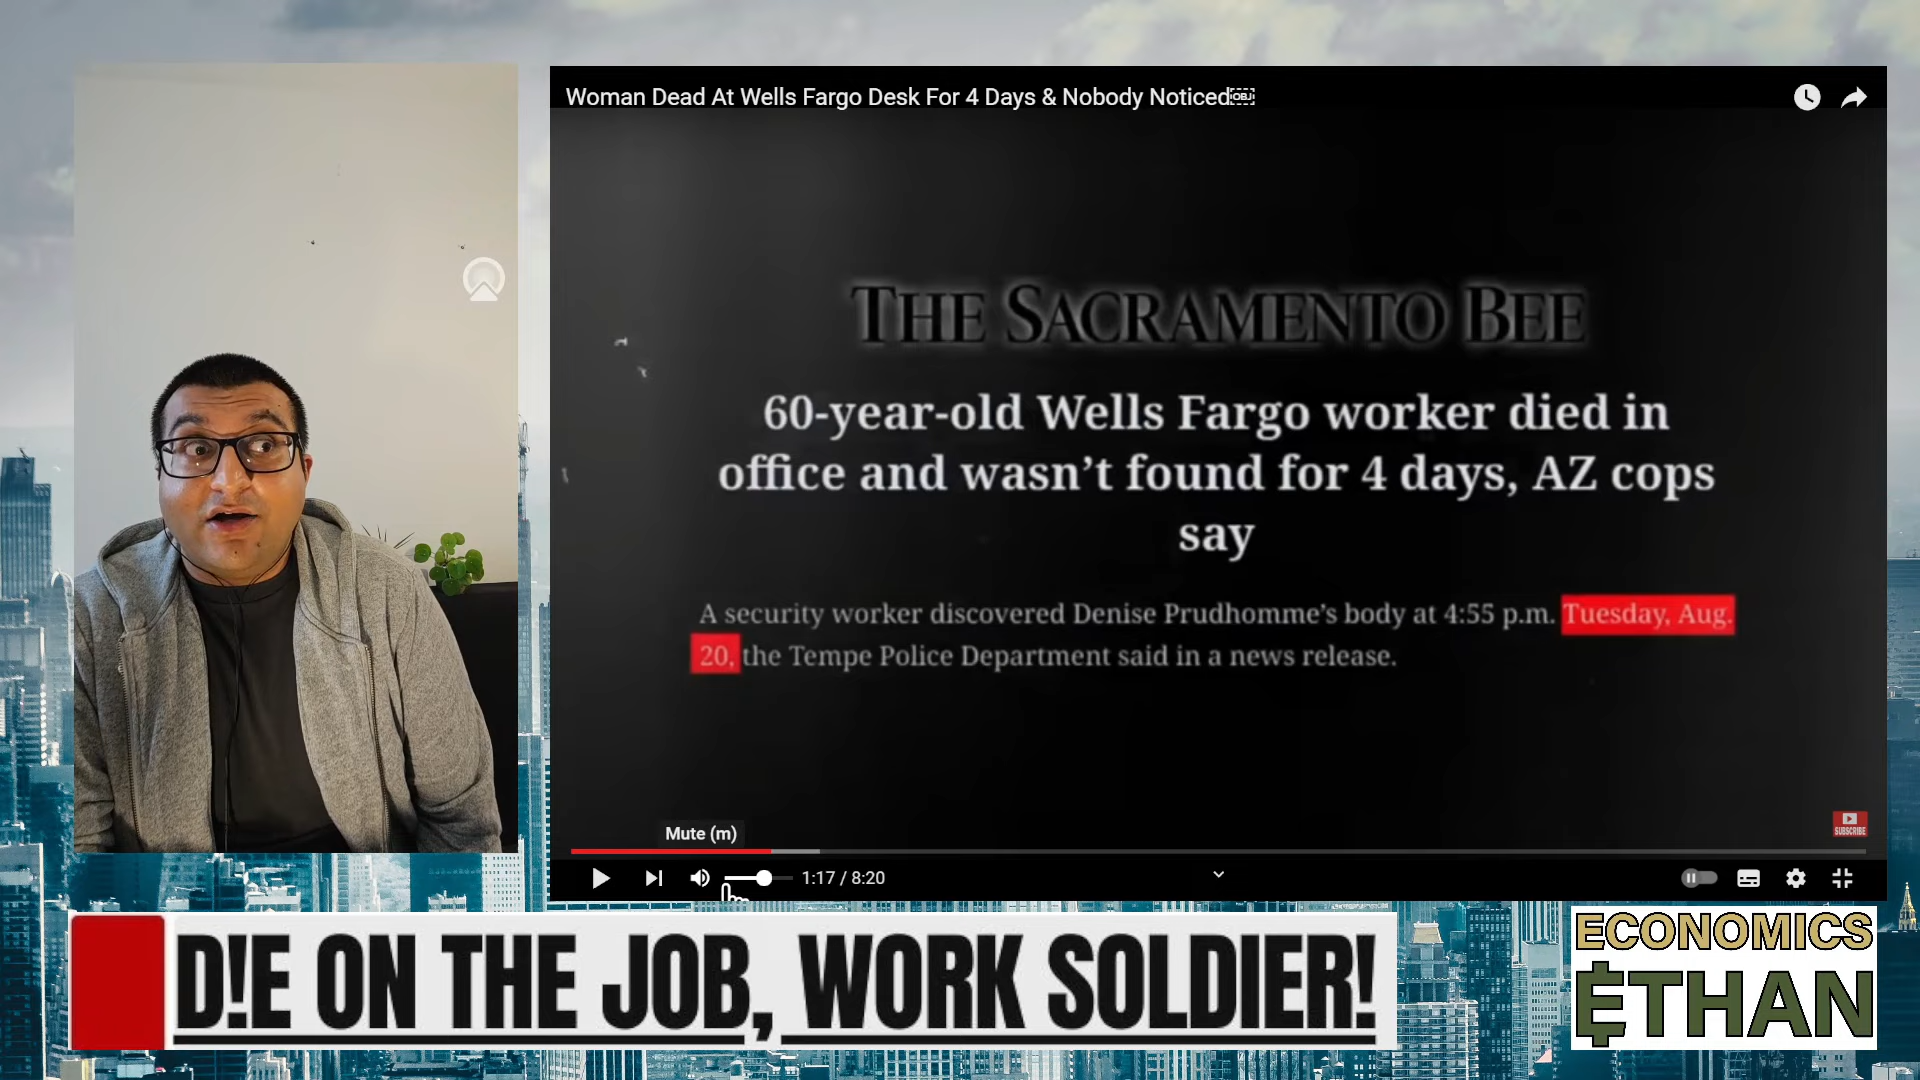 Woman Dead At Wells Fargo Desk For 4 Days & Nobody Noticed
THE SACRAMENTO BEE
60-year-old Wells Fargo worker died in
office and wasn't found for 4 days, AZ cops
say
A security worker discovered Denise Prudhomme's body at 4:55 p.m. Tuesday, Aug.
20, the Tempe Police Department said in a news release.
SUBSCRIBE
Mute (m)
1:17 / 8:20
D!E ON THE JOB, WORK SOLDIER!
ECONOMICS
ETHAN